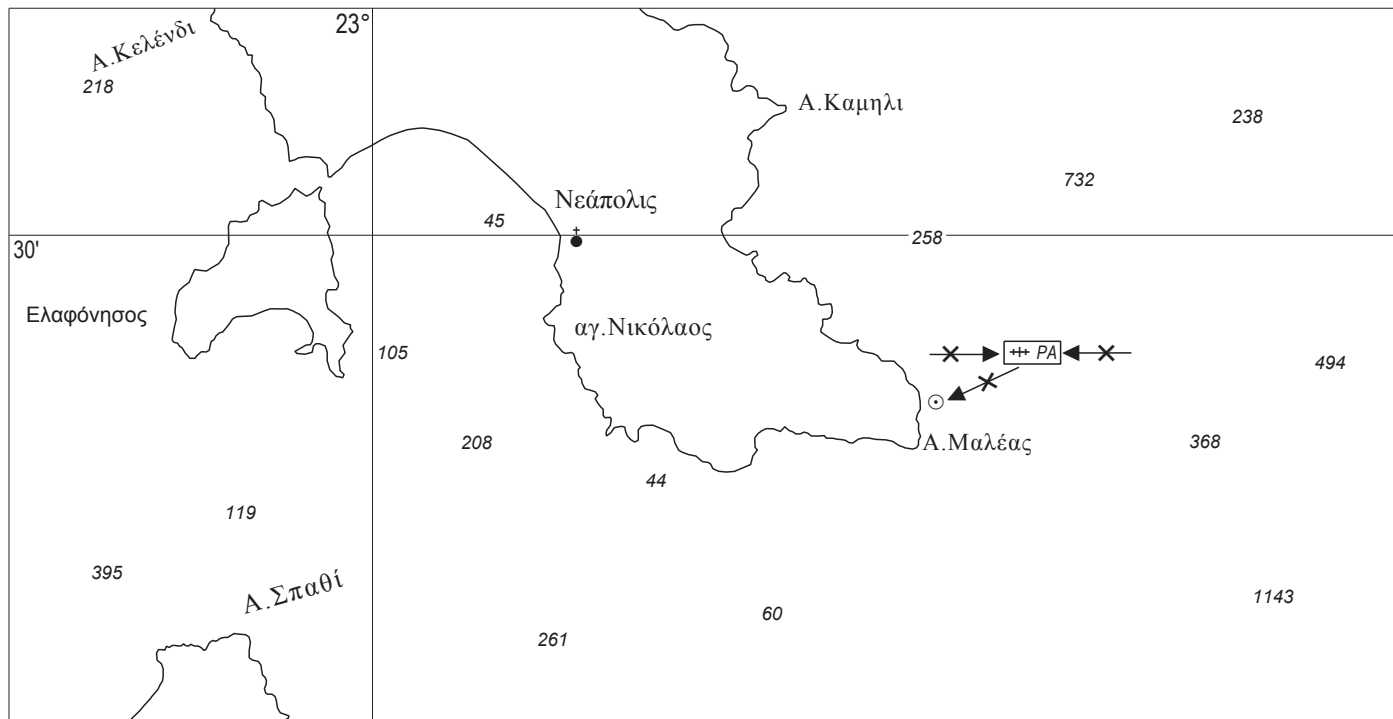 23°
Α.Κελένδι
218
Α.Καμηλι
238
732
Νεάπολις
45
30'
258
Ελαφόνησος
αγ.Νικόλαος
105
PA
494
208
Α.Μαλέας
368
44
119
395
Α.Σπαθί
60
1143
261